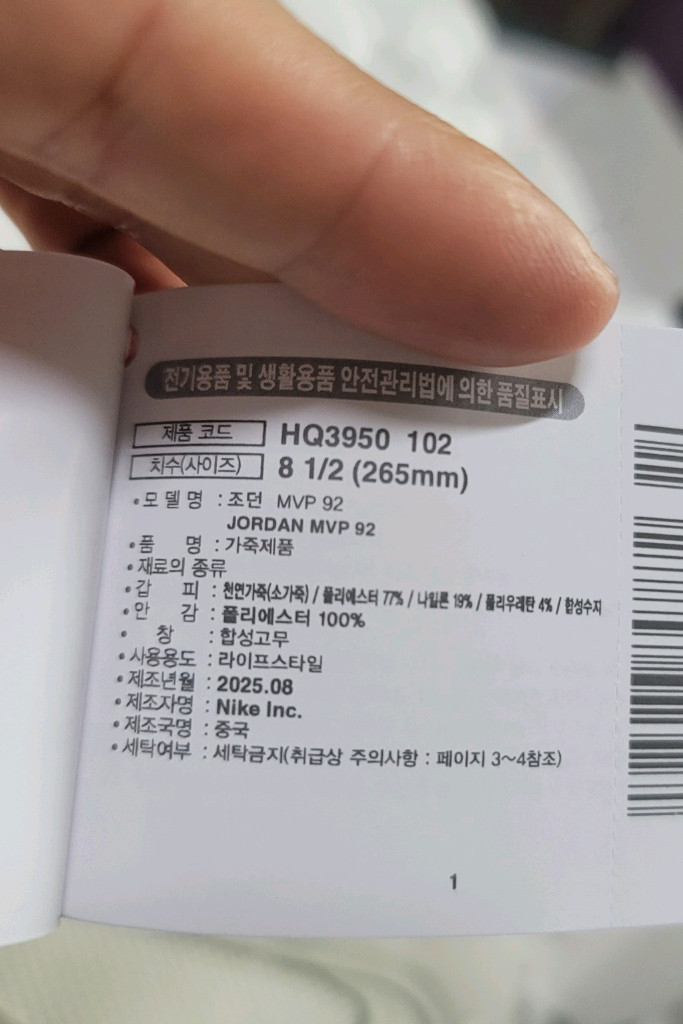 전기용품 및 생활용품 안전관리법에 의한 품질표시
제품 코드 HQ3950 102
치수(사이즈) 8 1/2 (265mm)
•모 델 명 : 조던 MVP 92
JORDAN MVP 92
•품 명 : 가죽제품
•재료의 종류
•갑 피 : 천연가죽(소가죽) / 폴리에스터 77% / 나일론 19% / 폴리우레탄 4% / 합성수지
•안 감 : 폴리에스터 100%
• 창 : 합성고무
•사용용도 : 라이프스타일
•제조년월 : 2025.08
•제조자명 : Nike Inc.
•제조국명 : 중국
•세탁여부 : 세탁금지(취급상 주의사항 : 페이지 3~4참조)
1